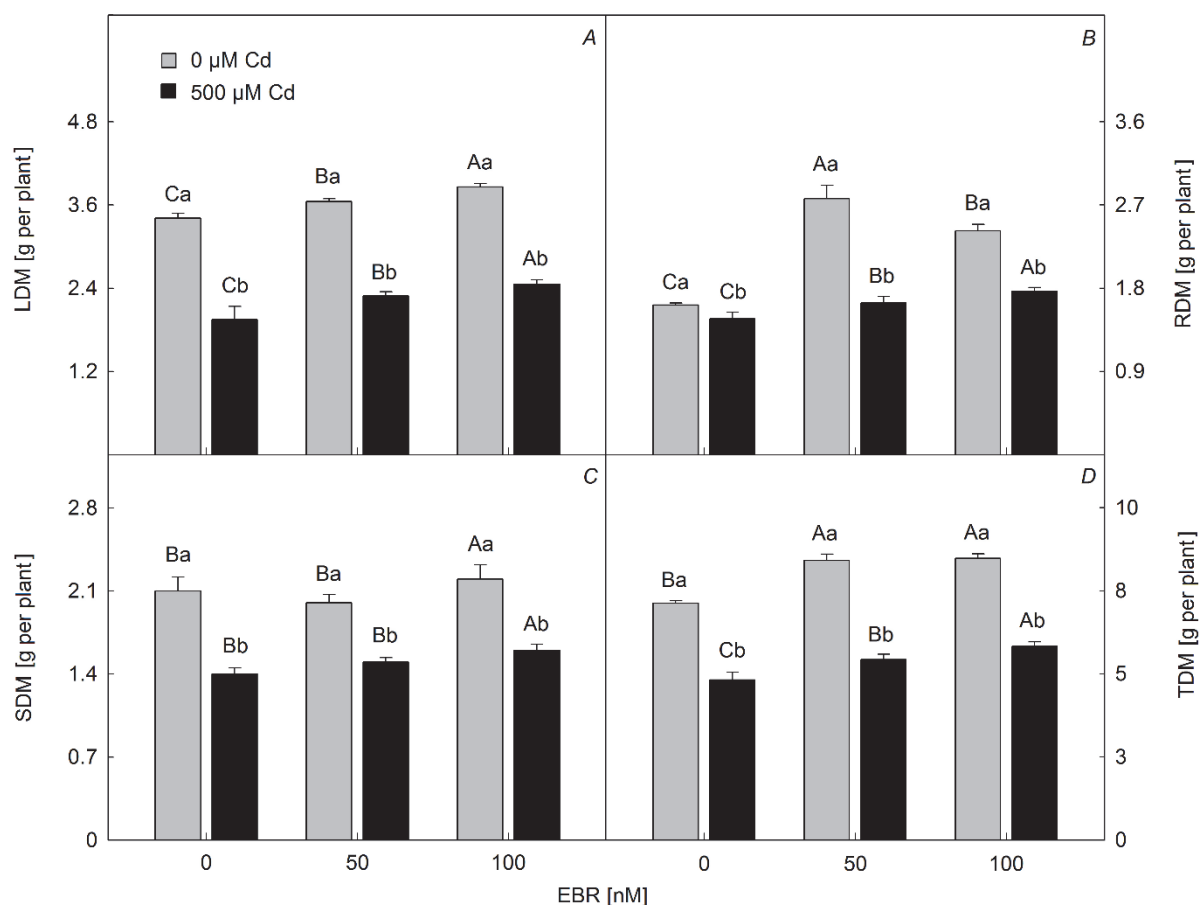 A
B
0 µM Cd
500 µM Cd
4.8
3.6
3.6
2.7
2.4
1.8
1.2
0.9
LDM [g per plant]
RDM [g per plant]
Ca
Cb
Ba
Bb
Aa
Ab
Ca
Cb
Aa
Bb
Ba
Ab
C
D
2.8
10
2.1
8
1.4
5
0.7
3
0
0
SDM [g per plant]
TDM [g per plant]
Ba
Bb
Ba
Bb
Aa
Ab
Ba
Cb
Aa
Bb
Aa
Ab
0
50
100
0
50
100
EBR [nM]